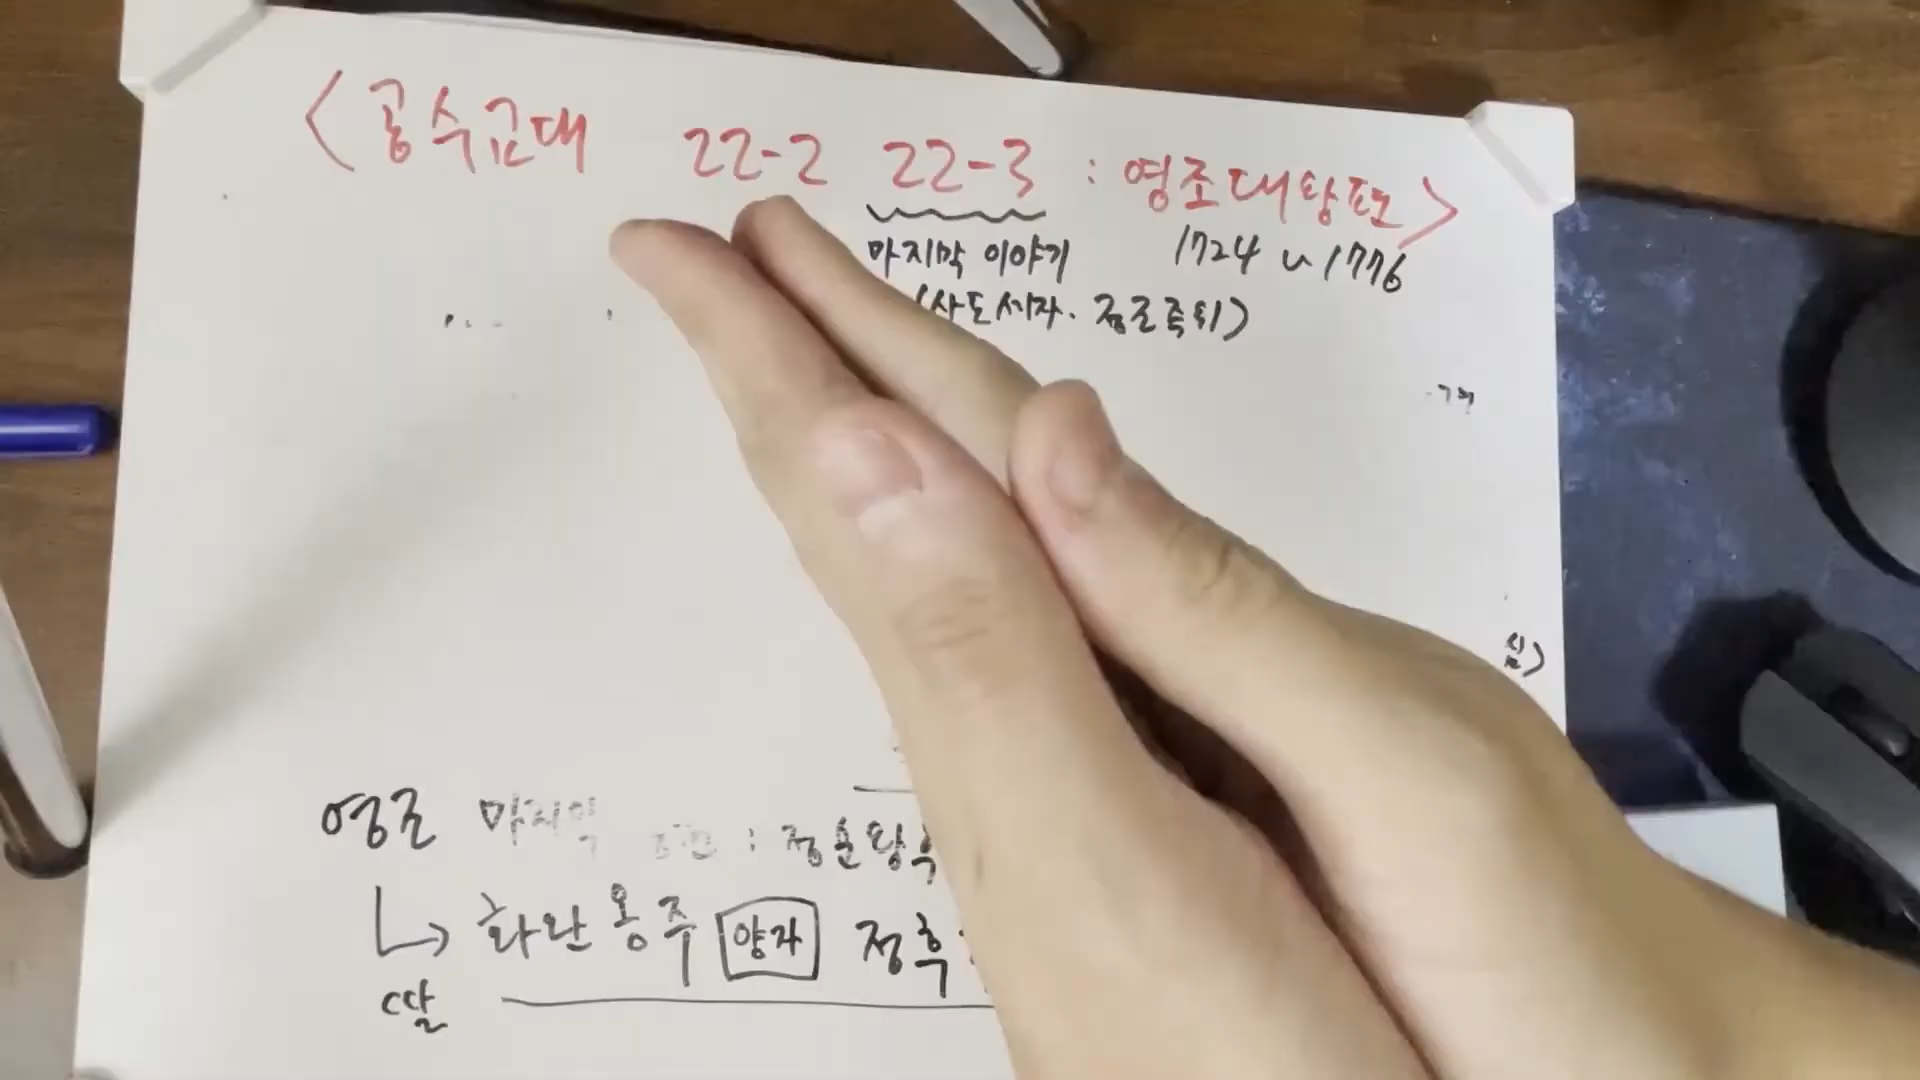 <공수교대 22-2 22-3 : 영조대왕편>
마지막 이야기 1724 ~ 1776
(사도세자. 정조즉위)
영조 마지막 : 정순왕후
화완옹주 양자 정후
딸